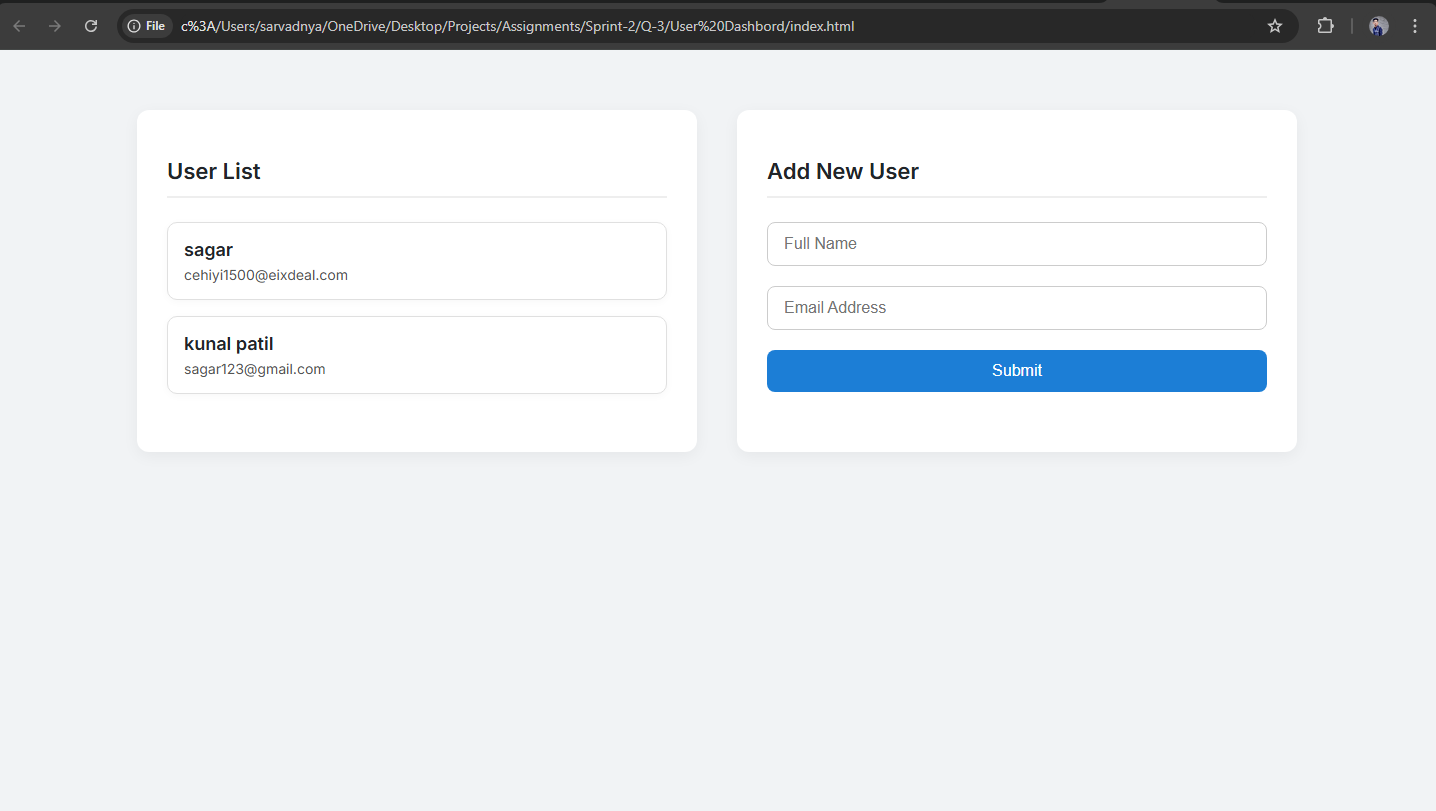 File c%3A/Users/sarvadnya/OneDrive/Desktop/Projects/Assignments/Sprint-2/Q-3/User%20Dashbord/index.html
User List
sagar
cehiyi1500@eixdeal.com
kunal patil
sagar123@gmail.com
Add New User
Full Name
Email Address
Submit